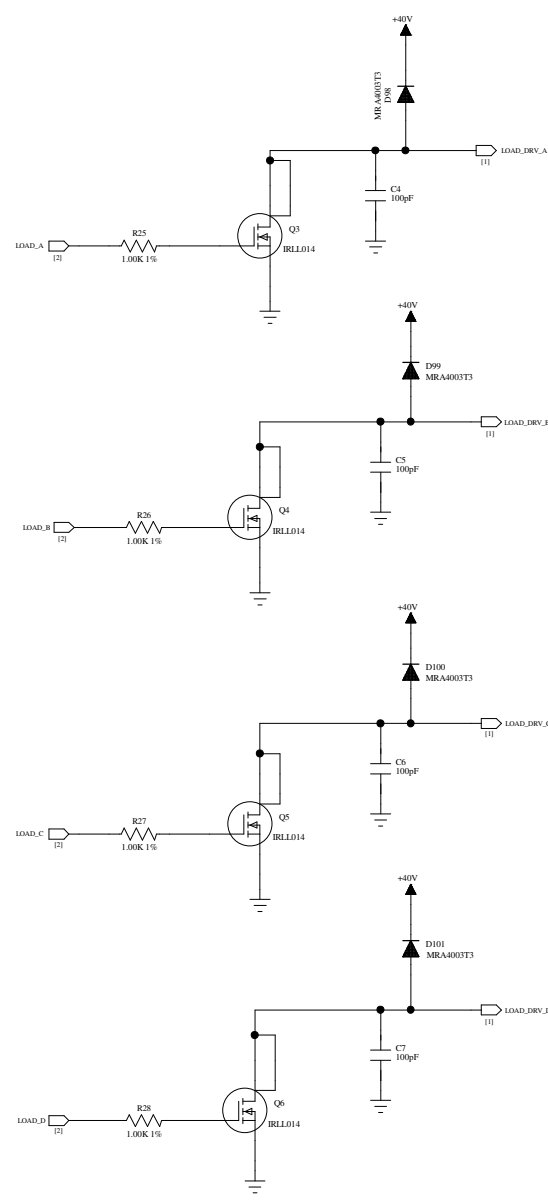 +40V
MRA4003T3
D98
LOAD_DRV_A
[1]
C4
100pF
Q3
IRLL014
R25
1.00K 1%
LOAD_A
[2]
+40V
D99
MRA4003T3
LOAD_DRV_B
[1]
C5
100pF
Q4
IRLL014
R26
1.00K 1%
LOAD_B
[2]
+40V
D100
MRA4003T3
LOAD_DRV_C
[1]
C6
100pF
Q5
IRLL014
R27
1.00K 1%
LOAD_C
[2]
+40V
D101
MRA4003T3
LOAD_DRV_D
[1]
C7
100pF
Q6
IRLL014
R28
1.00K 1%
LOAD_D
[2]